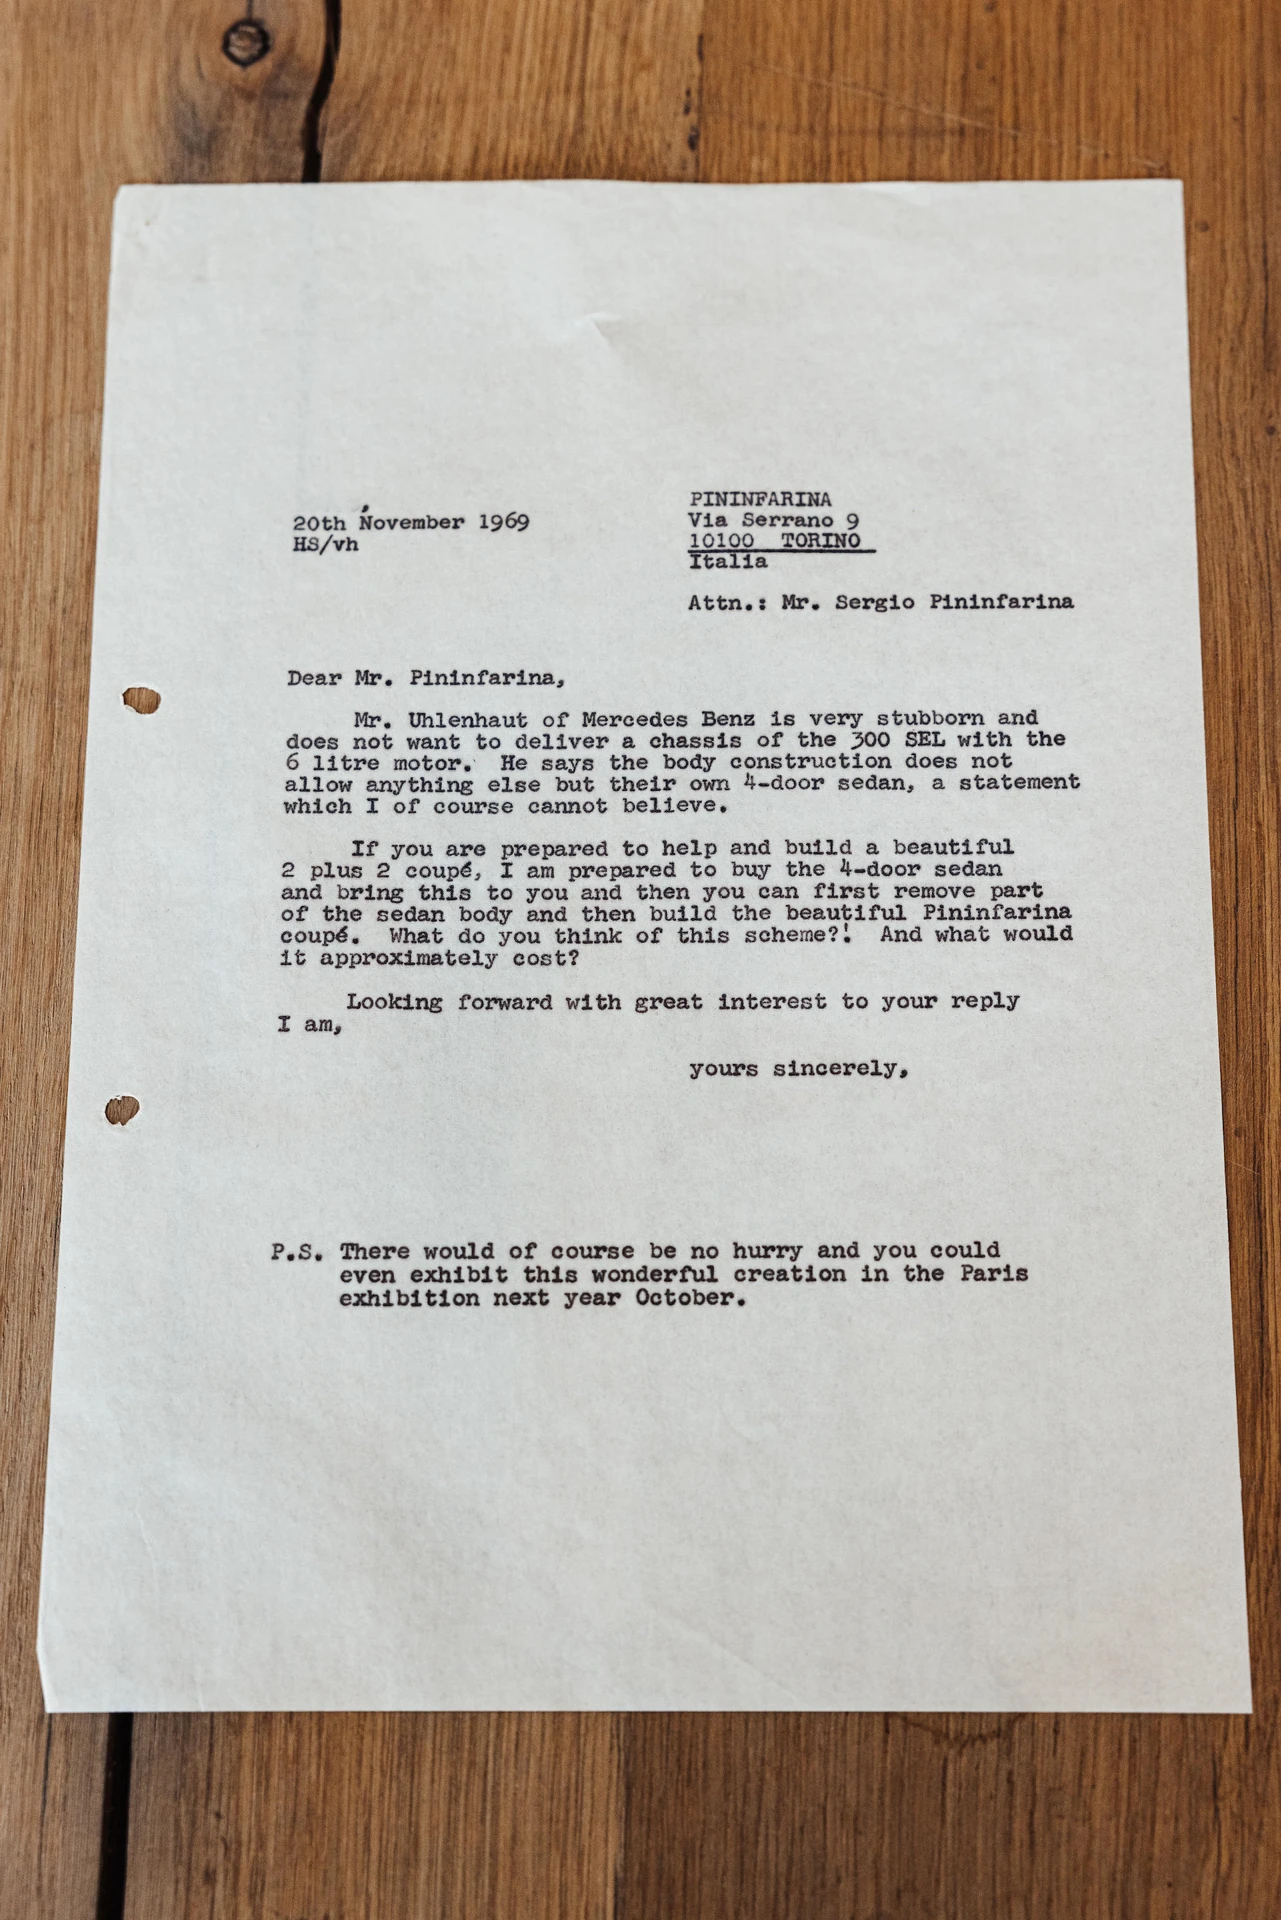 20th November 1969
HS/vh
PININFARINA
Via Serrano 9
10100 TORINO
Italia
Attn.: Mr. Sergio Pininfarina
Dear Mr. Pininfarina,
Mr. Uhlenhaut of Mercedes Benz is very stubborn and
does not want to deliver a chassis of the 300 SEL with the
6 litre motor. He says the body construction does not
allow anything else but their own 4-door sedan, a statement
which I of course cannot believe.
If you are prepared to help and build a beautiful
2 plus 2 coupé, I am prepared to buy the 4-door sedan
and bring this to you and then you can first remove part
of the sedan body and then build the beautiful Pininfarina
coupé. What do you think of this scheme?! And what would
it approximately cost?
Looking forward with great interest to your reply
I am,
yours sincerely,
P.S. There would of course be no hurry and you could
even exhibit this wonderful creation in the Paris
exhibition next year October.